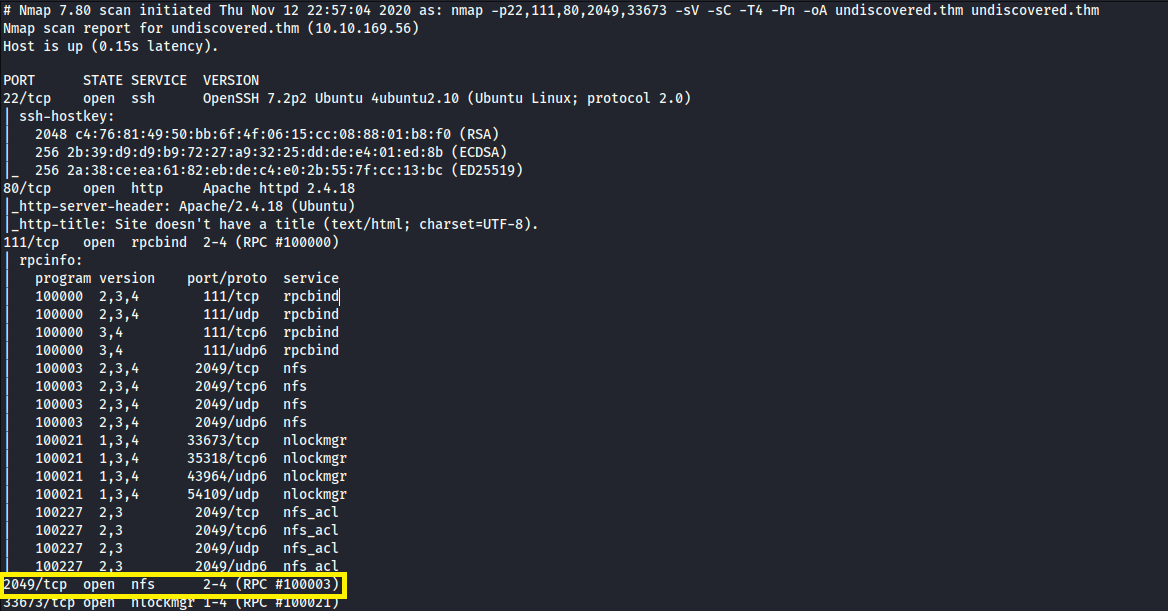 # Nmap 7.80 scan initiated Thu Nov 12 22:57:04 2020 as: nmap -p22,111,80,2049,33673 -sV -sC -T4 -Pn -oA undiscovered.thm undiscovered.thm
Nmap scan report for undiscovered.thm (10.10.169.56)
Host is up (0.15s latency).
PORT      STATE SERVICE  VERSION
22/tcp    open  ssh      OpenSSH 7.2p2 Ubuntu 4ubuntu2.10 (Ubuntu Linux; protocol 2.0)
| ssh-hostkey:
|   2048 c4:76:81:49:50:bb:6f:4f:06:15:cc:08:88:01:b8:f0 (RSA)
|   256 2b:39:d9:d9:b9:72:27:a9:32:25:dd:de:e4:01:ed:8b (ECDSA)
|_  256 2a:38:ce:ea:61:82:eb:de:c4:e0:2b:55:7f:cc:13:bc (ED25519)
80/tcp    open  http     Apache httpd 2.4.18
|_http-server-header: Apache/2.4.18 (Ubuntu)
|_http-title: Site doesn't have a title (text/html; charset=UTF-8).
111/tcp   open  rpcbind  2-4 (RPC #100000)
| rpcinfo:
|   program version    port/proto  service
|   100000  2,3,4        111/tcp   rpcbind
|   100000  2,3,4        111/udp   rpcbind
|   100000  3,4          111/tcp6  rpcbind
|   100000  3,4          111/udp6  rpcbind
|   100003  2,3,4       2049/tcp   nfs
|   100003  2,3,4       2049/tcp6  nfs
|   100003  2,3,4       2049/udp   nfs
|   100003  2,3,4       2049/udp6  nfs
|   100021  1,3,4      33673/tcp   nlockmgr
|   100021  1,3,4      35318/tcp6  nlockmgr
|   100021  1,3,4      43964/udp6  nlockmgr
|   100021  1,3,4      54109/udp   nlockmgr
|   100227  2,3         2049/tcp   nfs_acl
|   100227  2,3         2049/tcp6  nfs_acl
|   100227  2,3         2049/udp   nfs_acl
|   100227  2,3         2049/udp6  nfs_acl
2049/tcp  open  nfs      2-4 (RPC #100003)
33673/tcp open  nlockmgr 1-4 (RPC #100021)